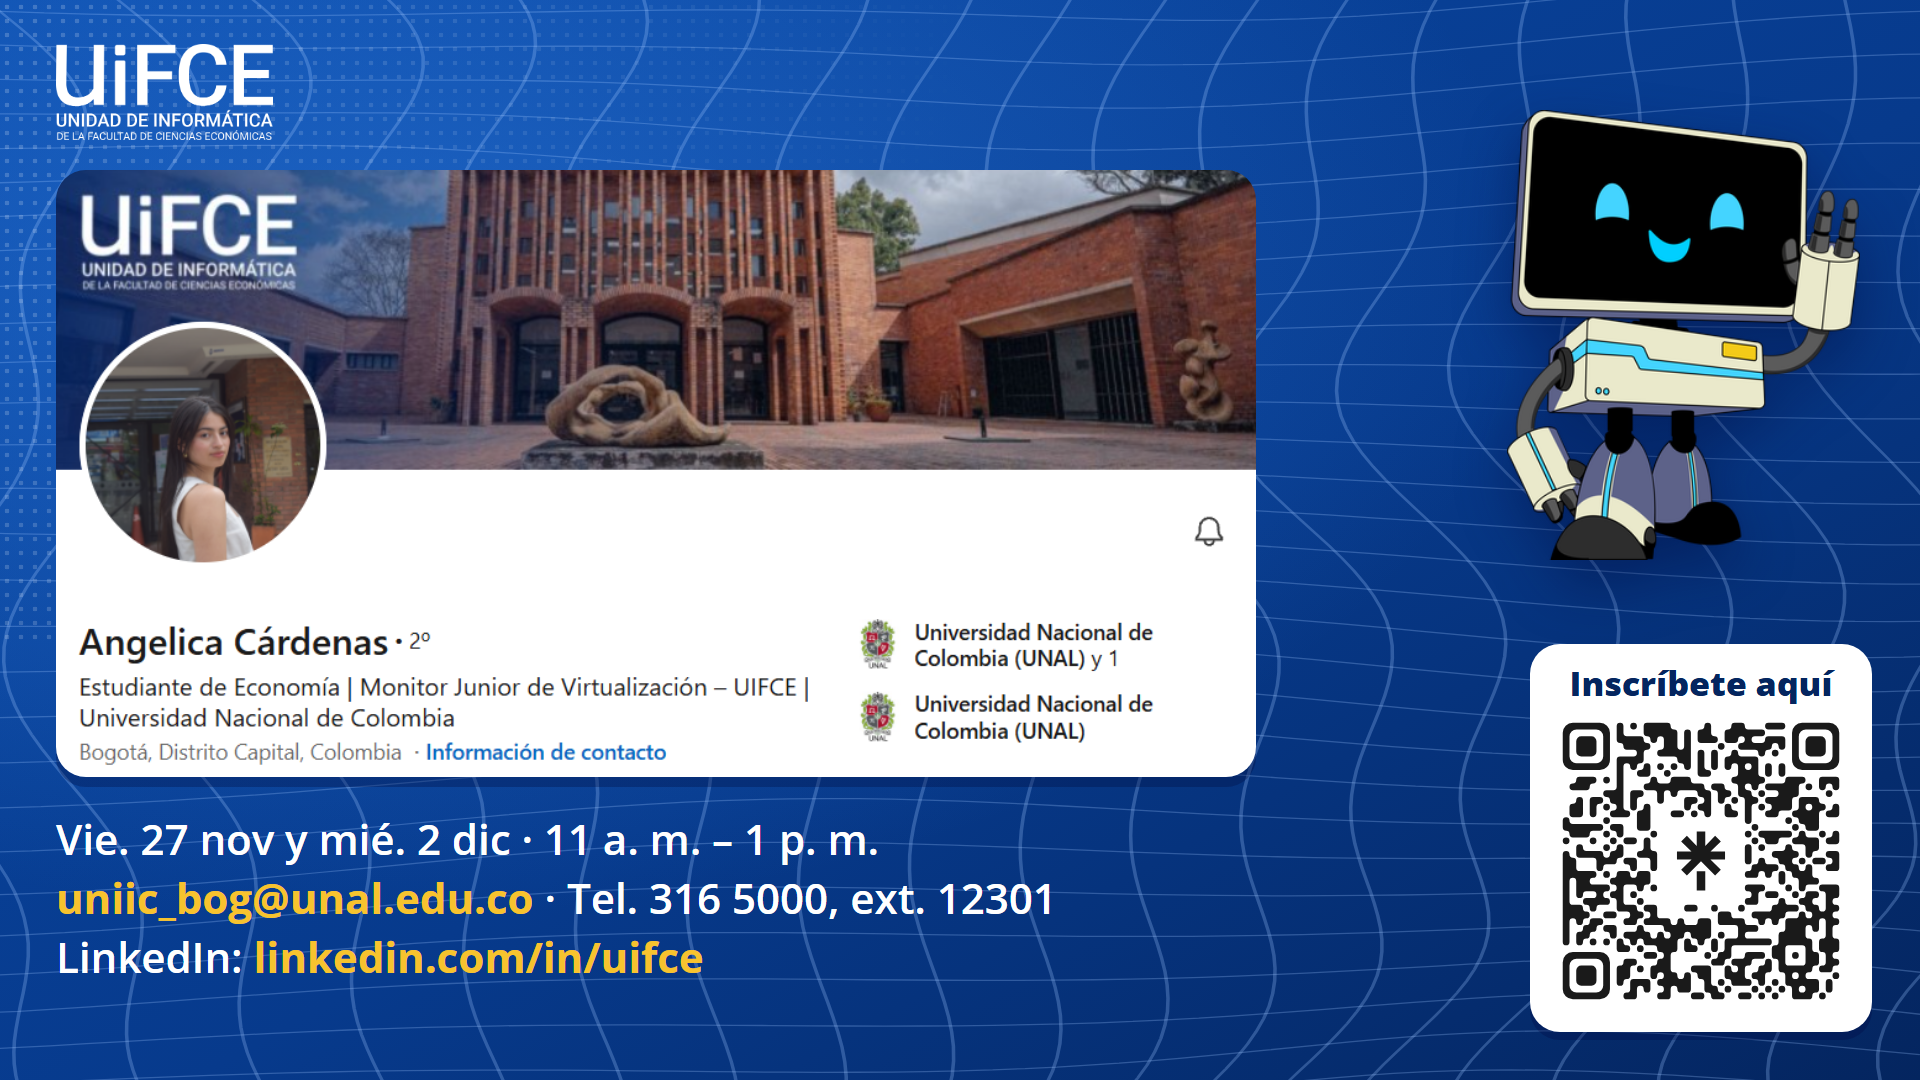 UiFCE
UNIDAD DE INFORMÁTICA
DE LA FACULTAD DE CIENCIAS ECONÓMICAS
UiFCE
UNIDAD DE INFORMÁTICA
DE LA FACULTAD DE CIENCIAS ECONÓMICAS
Angelica Cárdenas · 2º
Estudiante de Economía | Monitor Junior de Virtualización – UIFCE |
Universidad Nacional de Colombia
Bogotá, Distrito Capital, Colombia · Información de contacto
UNAL
Universidad Nacional de
Colombia (UNAL) y 1
UNAL
Universidad Nacional de
Colombia (UNAL)
Vie. 27 nov y mié. 2 dic · 11 a. m. – 1 p. m.
uniic_bog@unal.edu.co · Tel. 316 5000, ext. 12301
LinkedIn: linkedin.com/in/uifce
Inscríbete aquí